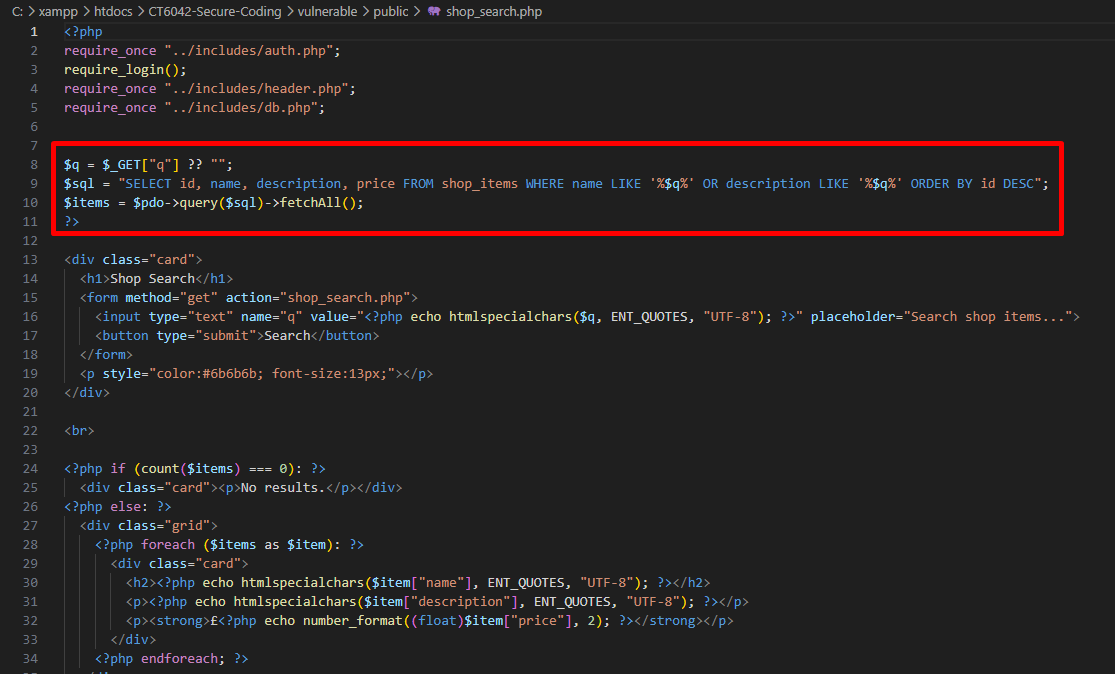 C: > xampp > htdocs > CT6042-Secure-Coding > vulnerable > public > shop_search.php
1 <?php
2 require_once "../includes/auth.php";
3 require_login();
4 require_once "../includes/header.php";
5 require_once "../includes/db.php";
6
7
8 $q = $_GET["q"] ?? "";
9 $sql = "SELECT id, name, description, price FROM shop_items WHERE name LIKE '%$q%' OR description LIKE '%$q%' ORDER BY id DESC";
10 $items = $pdo->query($sql)->fetchAll();
11 ?>
12
13 <div class="card">
14   <h1>Shop Search</h1>
15   <form method="get" action="shop_search.php">
16     <input type="text" name="q" value="<?php echo htmlspecialchars($q, ENT_QUOTES, "UTF-8"); ?>" placeholder="Search shop items...">
17     <button type="submit">Search</button>
18   </form>
19   <p style="color:#6b6b6b; font-size:13px;"></p>
20 </div>
21
22 <br>
23
24 <?php if (count($items) === 0): ?>
25   <div class="card"><p>No results.</p></div>
26 <?php else: ?>
27   <div class="grid">
28     <?php foreach ($items as $item): ?>
29       <div class="card">
30         <h2><?php echo htmlspecialchars($item["name"], ENT_QUOTES, "UTF-8"); ?></h2>
31         <p><?php echo htmlspecialchars($item["description"], ENT_QUOTES, "UTF-8"); ?></p>
32         <p><strong>£<?php echo number_format((float)$item["price"], 2); ?></strong></p>
33       </div>
34     <?php endforeach; ?>